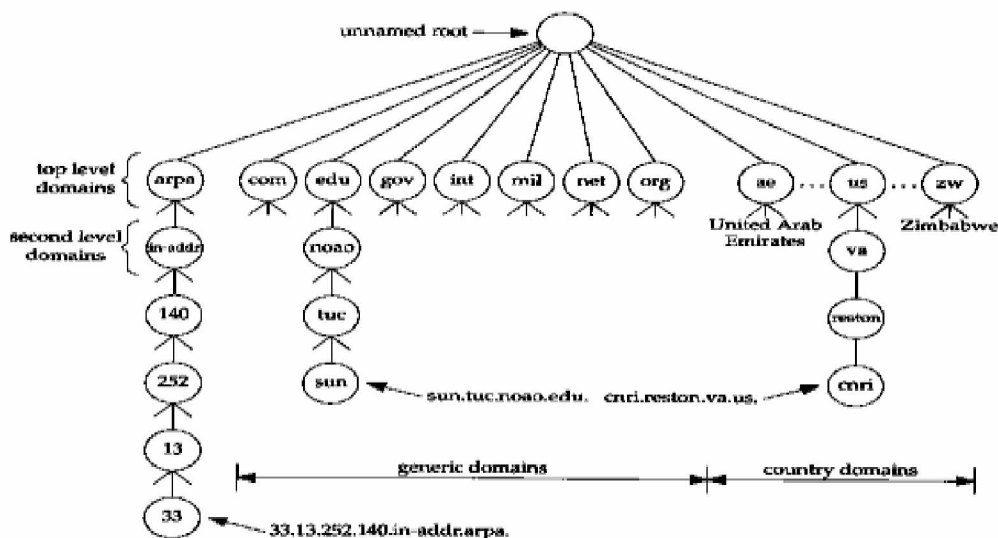 unnamed root
top level
domains
arpa com edu gov int mil net org ae ... us ... zw
United Arab
Emirates
Zimbabwe
second level
domains
in-addr noao va
140 tuc reston
252 sun cnri
sun.tuc.noao.edu. cnri.reston.va.us.
13
generic domains country domains
33
33.13.252.140.in-addr.arpa.